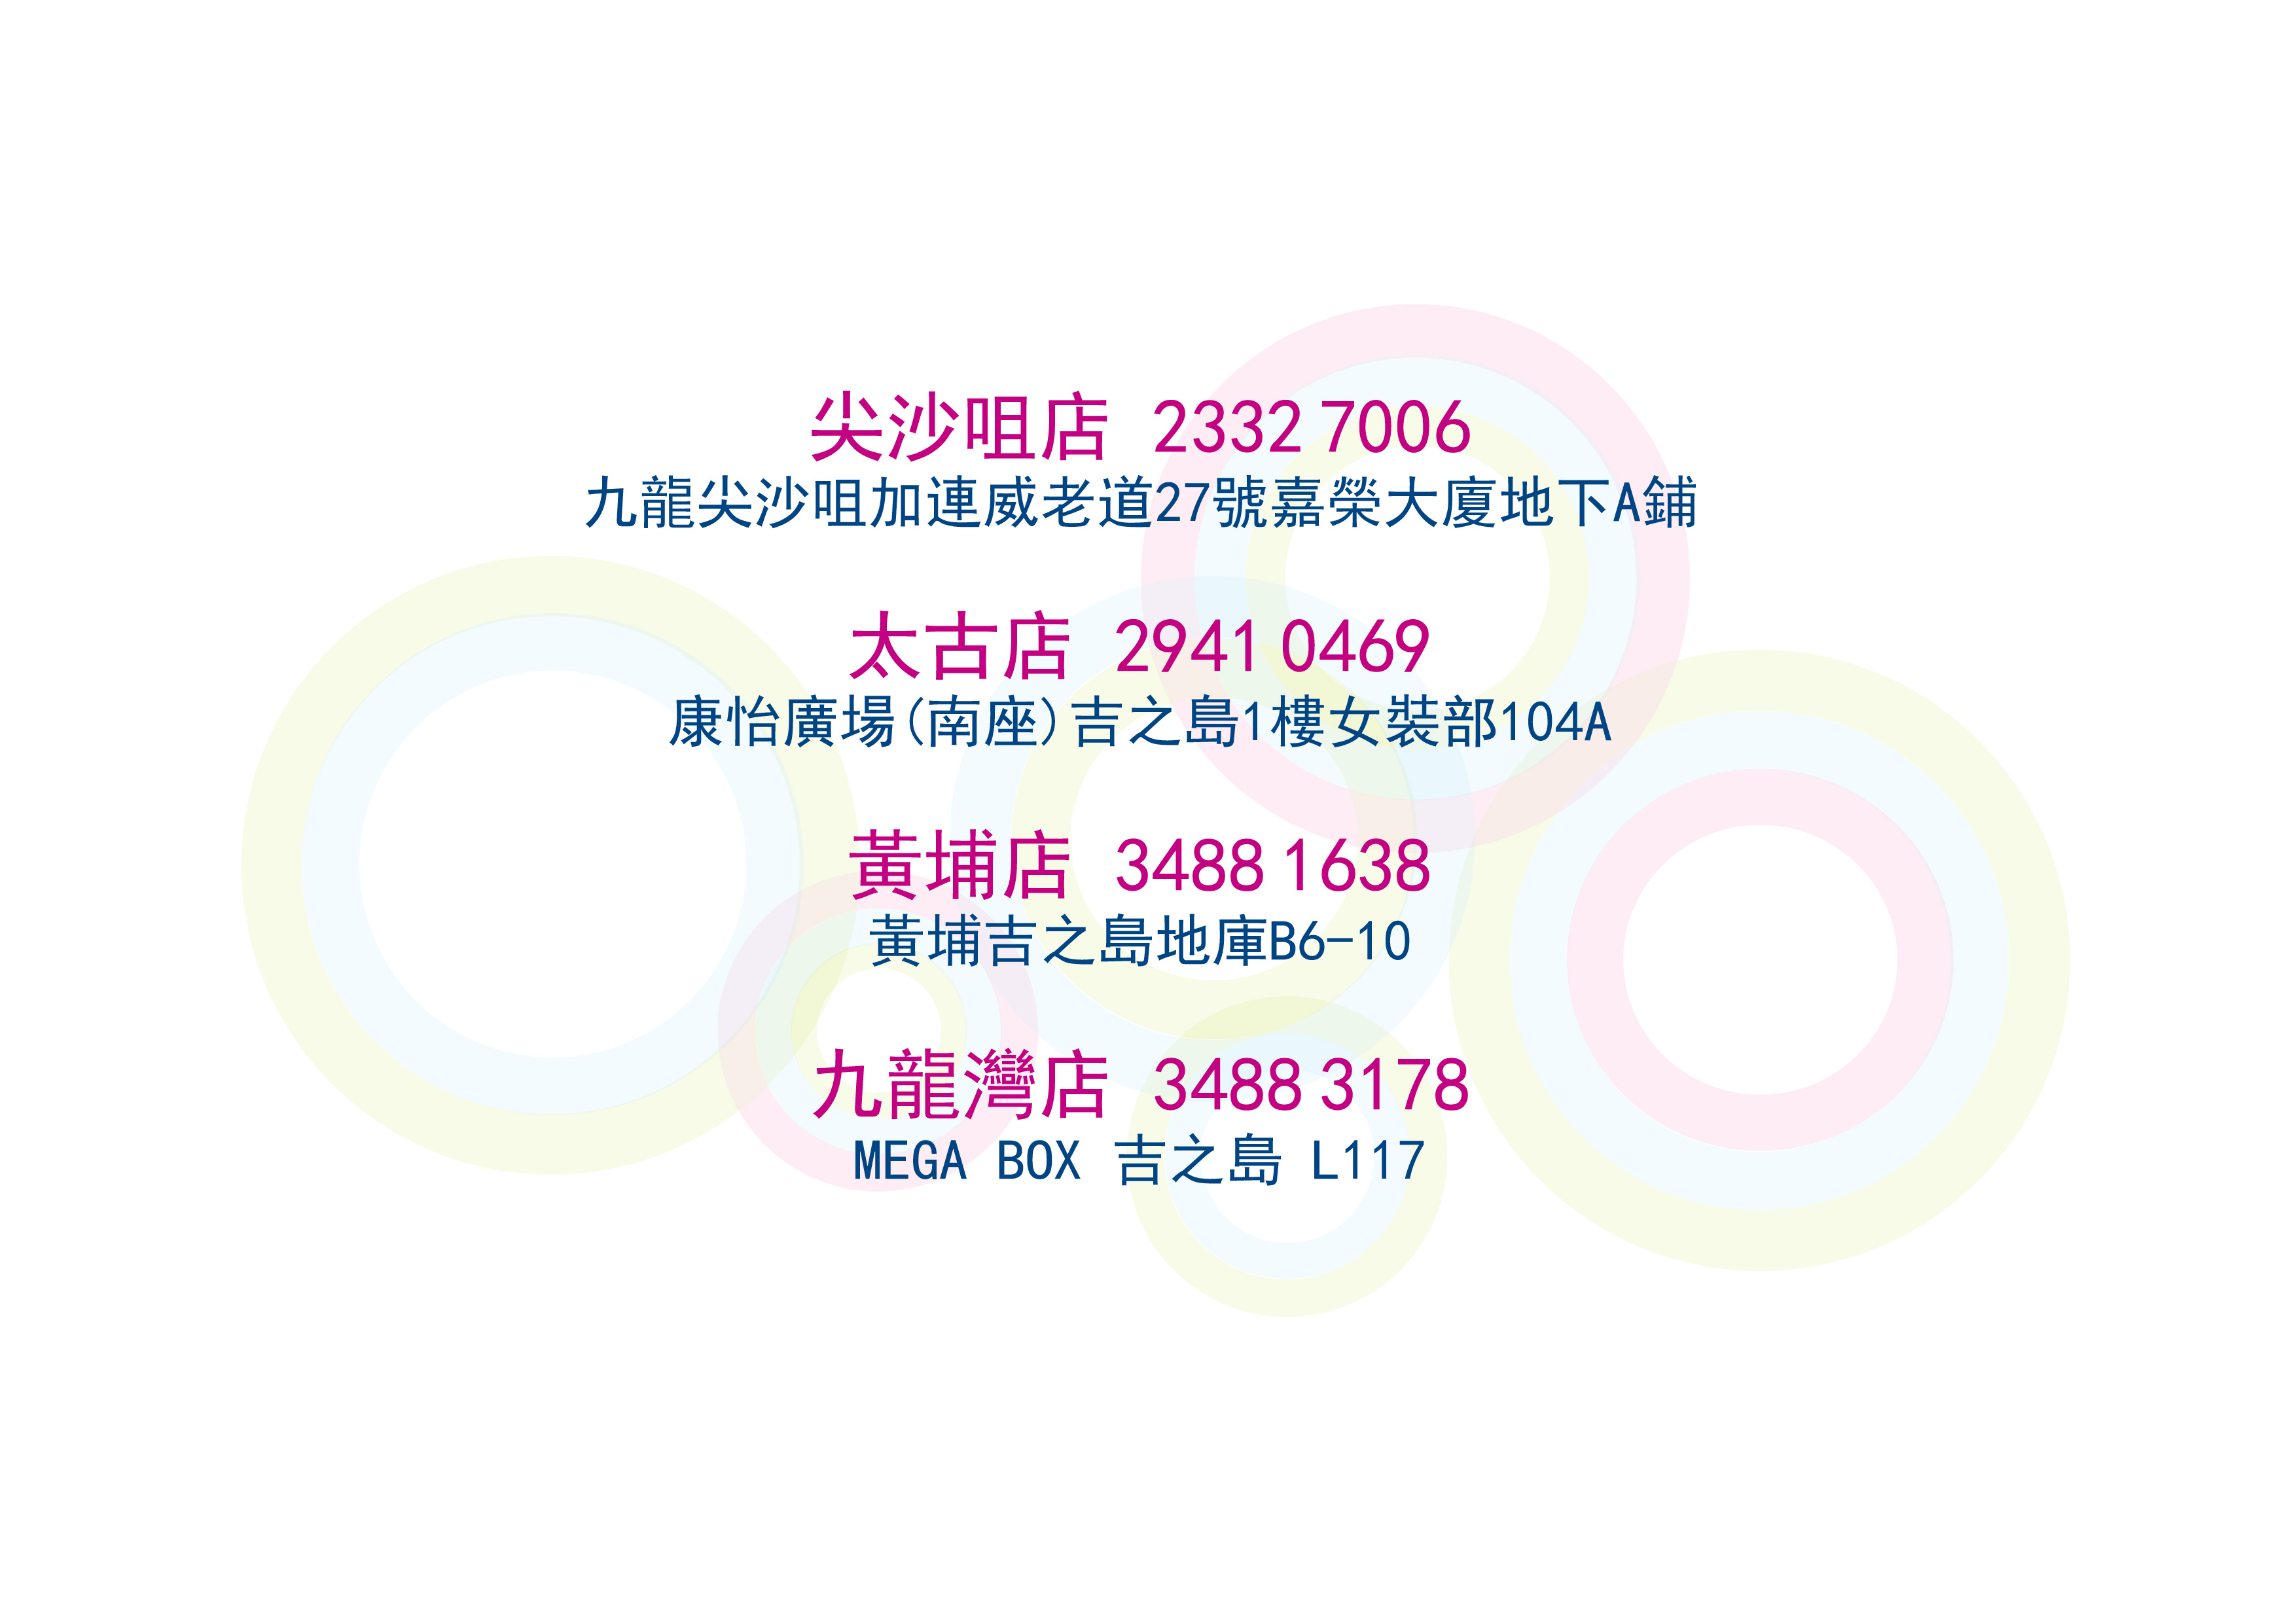 尖沙咀店 2332 7006
九龍尖沙咀加連威老道27號嘉榮大廈地下A鋪
太古店 2941 0469
康怡廣場(南座)吉之島1樓女裝部104A
黃埔店 3488 1638
黃埔吉之島地庫B6-10
九龍灣店 3488 3178
MEGA BOX 吉之島 L117